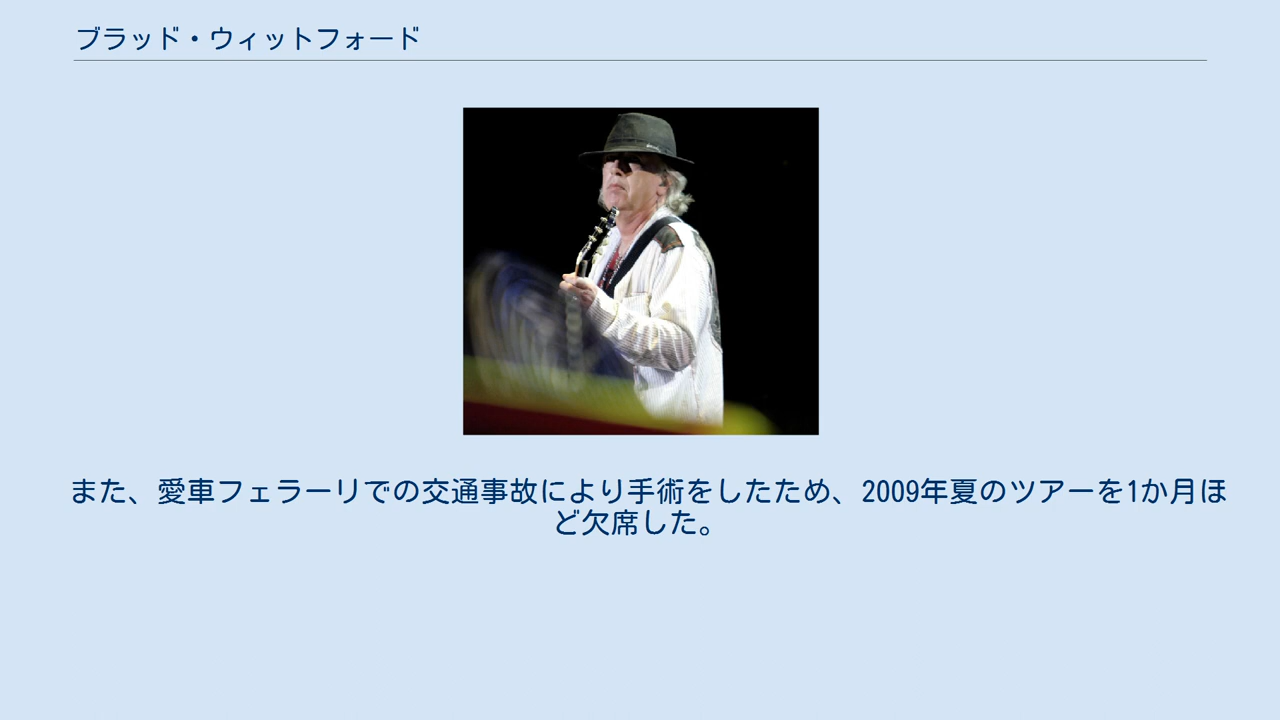 ブラッド・ウィットフォード
また、愛車フェラーリでの交通事故により手術をしたため、2009年夏のツアーを1か月ほ
ど欠席した。